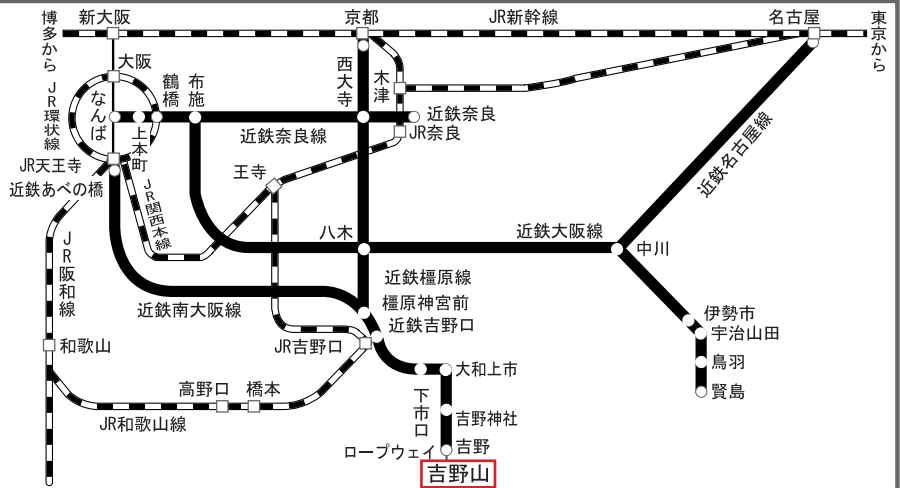 博多から
新大阪
京都
JR新幹線
名古屋
東京から
大阪
鶴橋
布施
西大寺
木津
JR環状線
なんば
上本町
近鉄奈良線
近鉄奈良
JR奈良
JR天王寺
近鉄あべの橋
王寺
近鉄名古屋線
JR関西本線
JR阪和線
八木
近鉄大阪線
中川
近鉄橿原線
橿原神宮前
近鉄南大阪線
近鉄吉野口
伊勢市
宇治山田
JR吉野口
和歌山
鳥羽
大和上市
賢島
高野口
橋本
下市口
吉野神社
JR和歌山線
吉野
ロープウェイ
吉野山